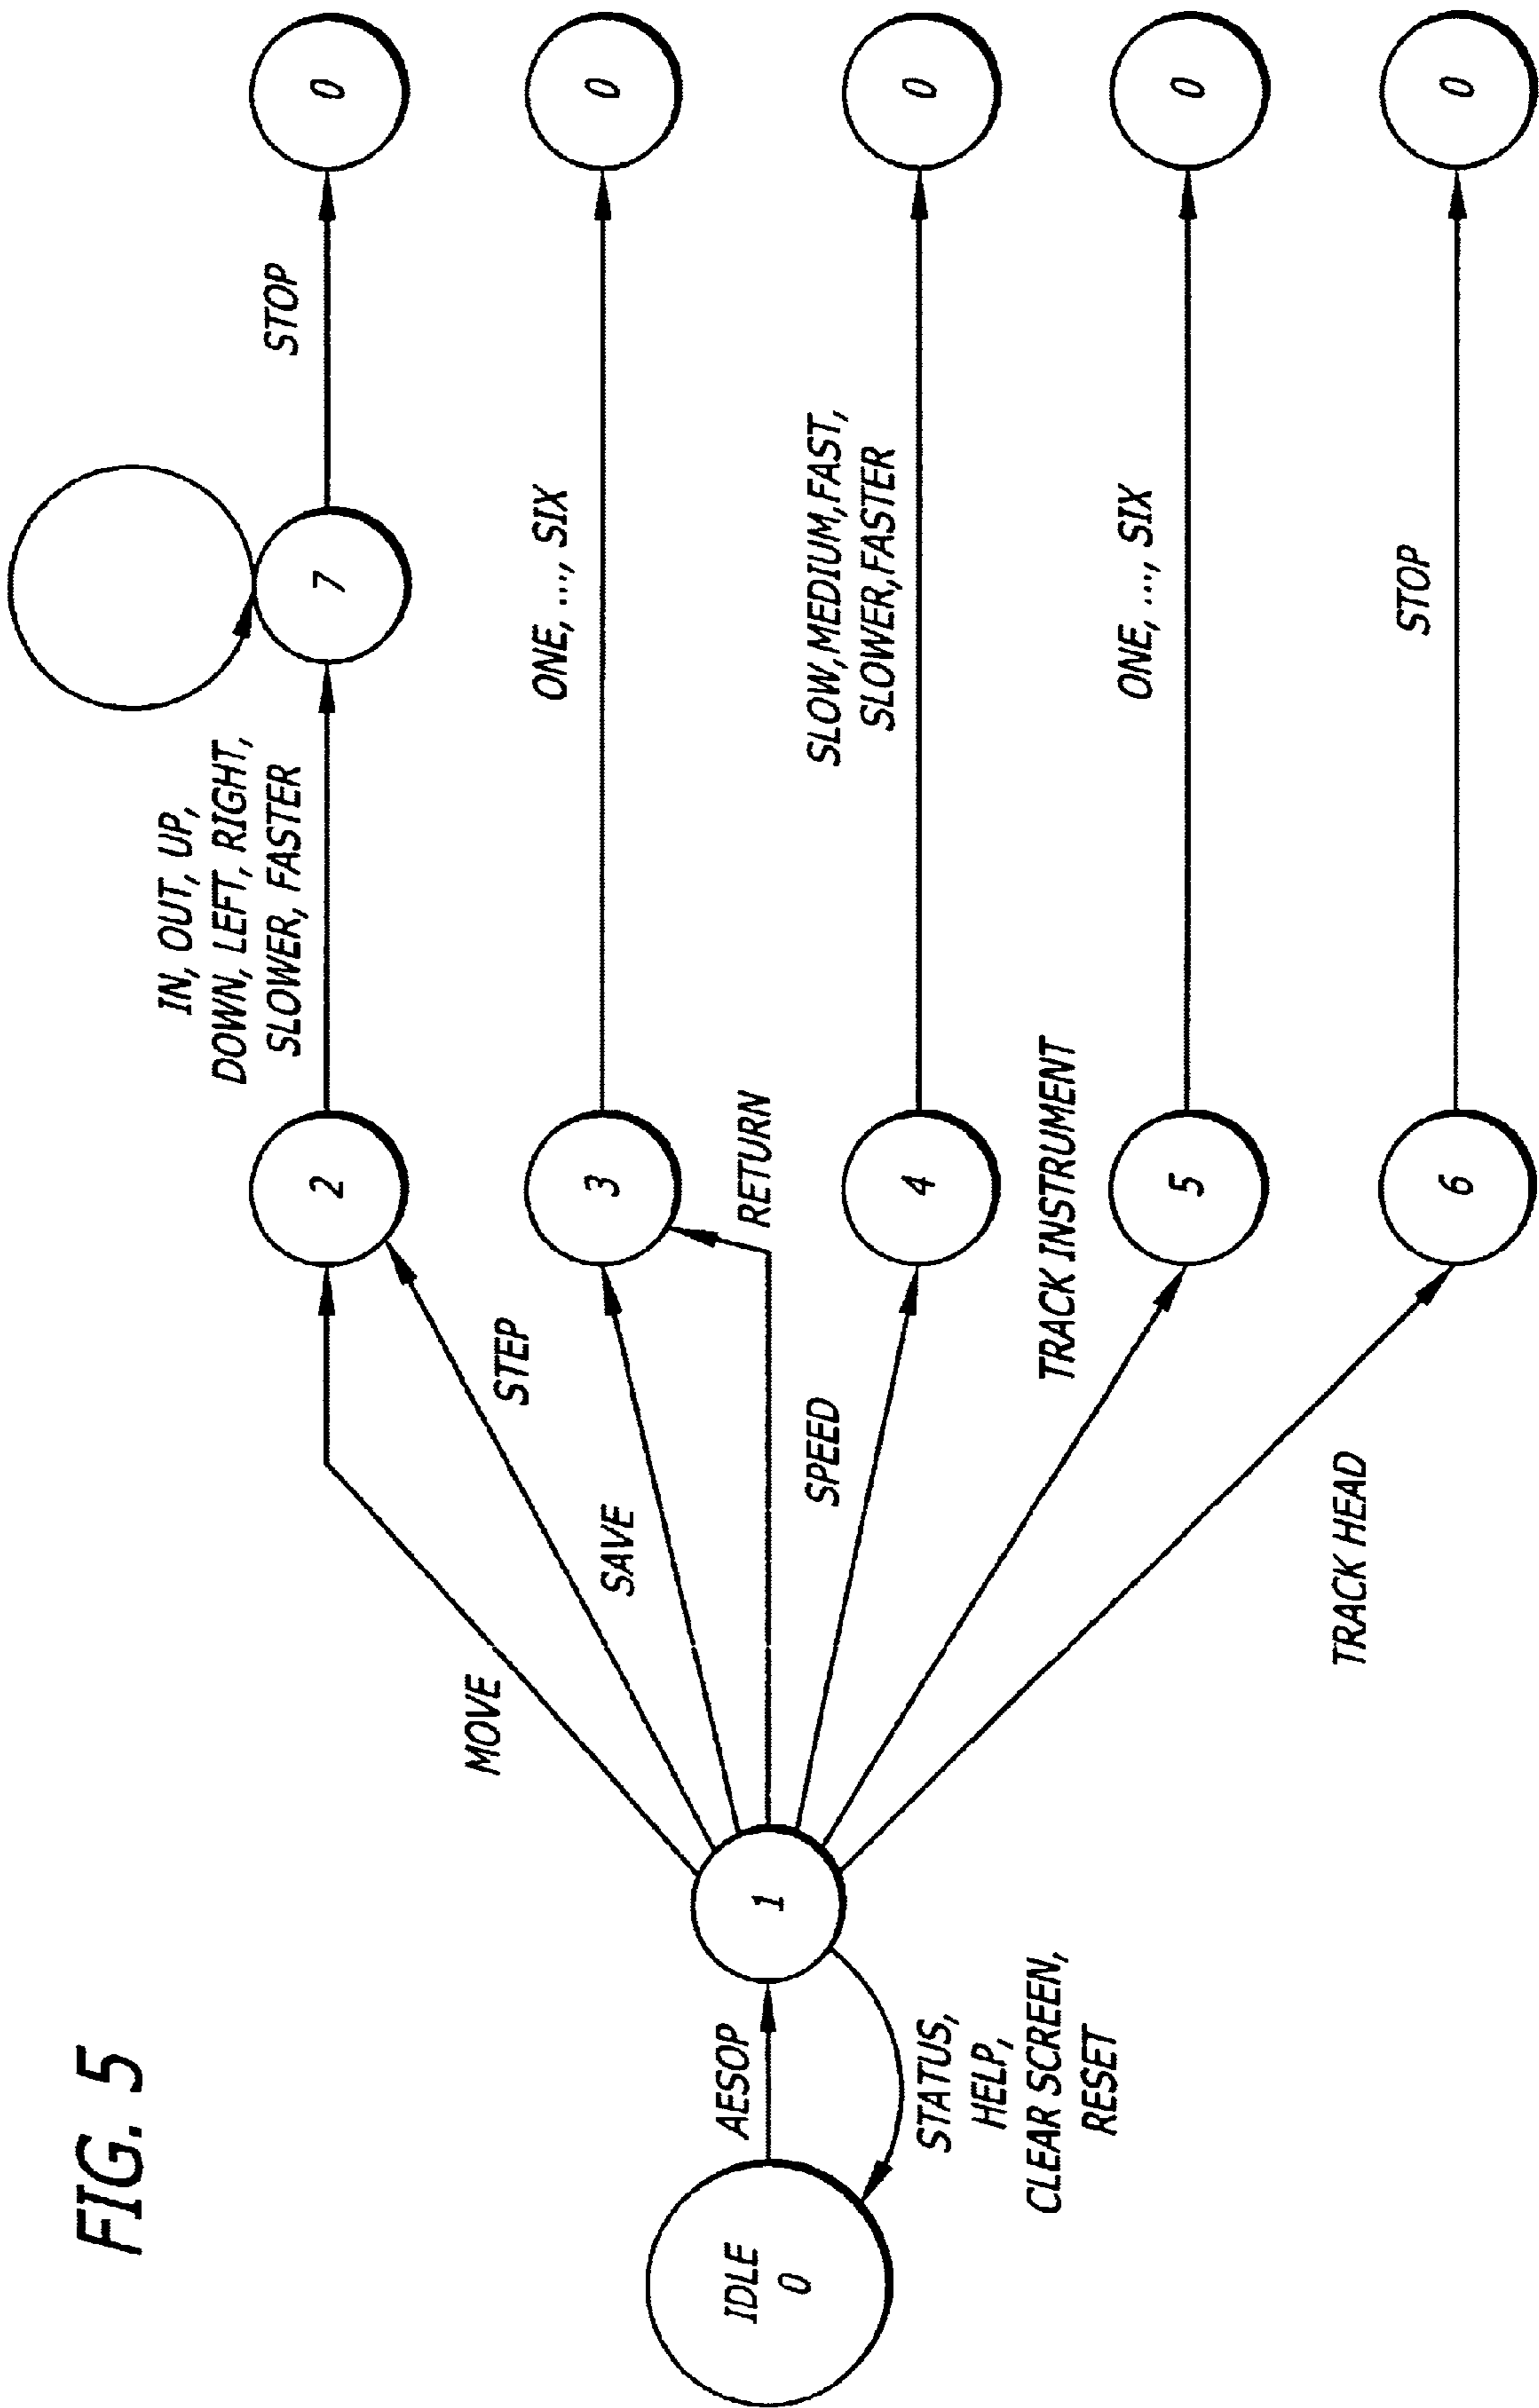 FIG. 5
IDLE
0
AESOP
STATUS,
HELP,
CLEAR SCREEN,
RESET
1
MOVE
STEP
SAVE
RETURN
SPEED
TRACK INSTRUMENT
TRACK HEAD
2
IN, OUT, UP,
DOWN, LEFT, RIGHT,
SLOWER, FASTER
7
STOP
0
3
ONE, ..., SIX
0
4
SLOW, MEDIUM, FAST,
SLOWER, FASTER
0
5
ONE, ..., SIX
0
6
STOP
0